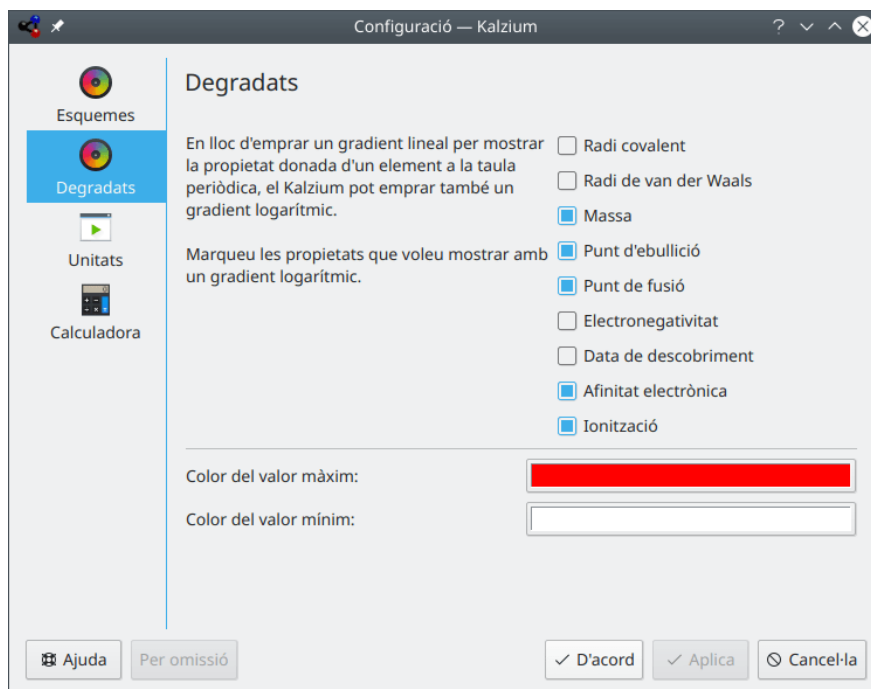 Configuració — Kalzium
Esquemes
Degradats
Unitats
Calculadora
Degradats
En lloc d'emprar un gradient lineal per mostrar
la propietat donada d'un element a la taula
periòdica, el Kalzium pot emprar també un
gradient logarítmic.
Marqueu les propietats que voleu mostrar amb
un gradient logarítmic.
Radi covalent
Radi de van der Waals
Massa
Punt d'ebullició
Punt de fusió
Electronegativitat
Data de descobriment
Afinitat electrònica
Ionització
Color del valor màxim:
Color del valor mínim:
Ajuda
Per omissió
D'acord
Aplica
Cancel·la